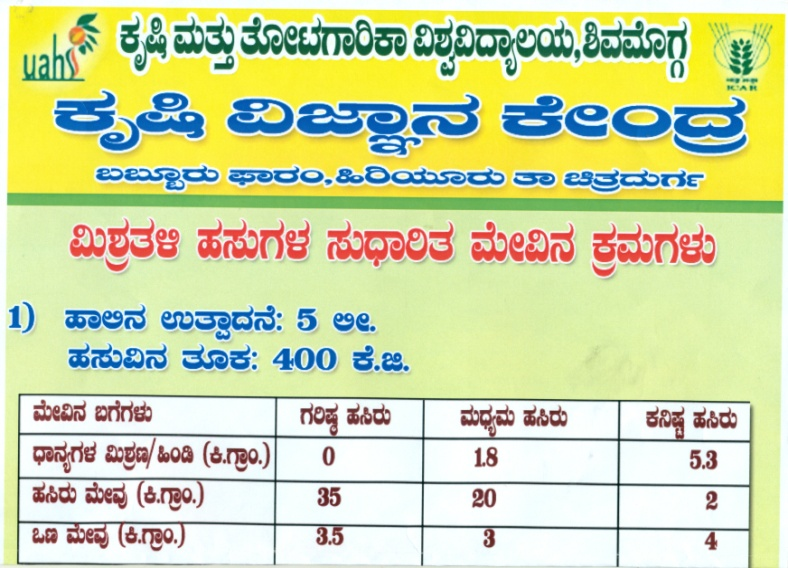 uahs
ಕೃಷಿ ಮತ್ತು ತೋಟಗಾರಿಕಾ ವಿಶ್ವವಿದ್ಯಾಲಯ,ಶಿವಮೊಗ್ಗ
ICAR
ಕೃಷಿ ವಿಜ್ಞಾನ ಕೇಂದ್ರ
ಬಬ್ಬೂರು ಫಾರಂ,ಹಿರಿಯೂರು ತಾ ಚಿತ್ರದುರ್ಗ
ಮಿಶ್ರತಳಿ ಹಸುಗಳ ಸುಧಾರಿತ ಮೇವಿನ ಕ್ರಮಗಳು
1) ಹಾಲಿನ ಉತ್ಪಾದನೆ: 5 ಲೀ.
ಹಸುವಿನ ತೂಕ: 400 ಕೆ.ಜಿ.
ಮೇವಿನ ಬಗೆಗಳು ಗರಿಷ್ಠ ಹಸಿರು ಮಧ್ಯಮ ಹಸಿರು ಕನಿಷ್ಟ ಹಸಿರು
ಧಾನ್ಯಗಳ ಮಿಶ್ರಣ/ಹಿಂಡಿ (ಕಿ.ಗ್ರಾಂ.) 0 1.8 5.3
ಹಸಿರು ಮೇವು (ಕಿ.ಗ್ರಾಂ.) 35 20 2
ಒಣ ಮೇವು (ಕಿ.ಗ್ರಾಂ.) 3.5 3 4